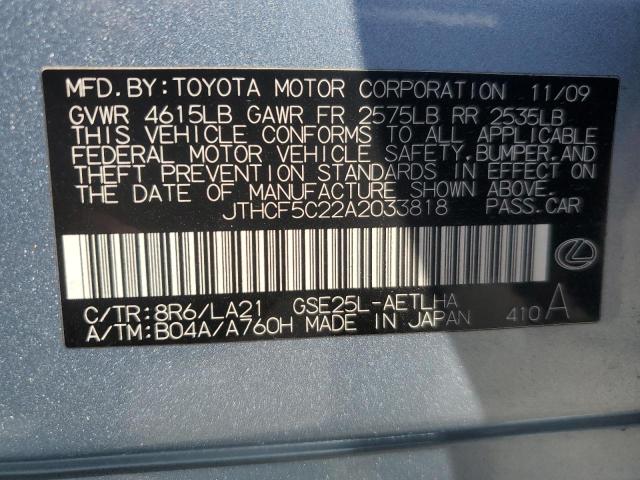 MFD. BY: TOYOTA MOTOR CORPORATION 11/09
GVWR 4615LB GAWR FR 2575LB RR 2535LB
THIS VEHICLE CONFORMS TO ALL APPLICABLE
FEDERAL MOTOR VEHICLE SAFETY, BUMPER, AND
THEFT PREVENTION STANDARDS IN EFFECT ON
THE DATE OF MANUFACTURE SHOWN ABOVE.
JTHCF5C22A2033818 PASS. CAR
C/TR: 8R6/LA21 GSE25L-AETLHA
A/TM: B04A/A760H MADE IN JAPAN 410 A